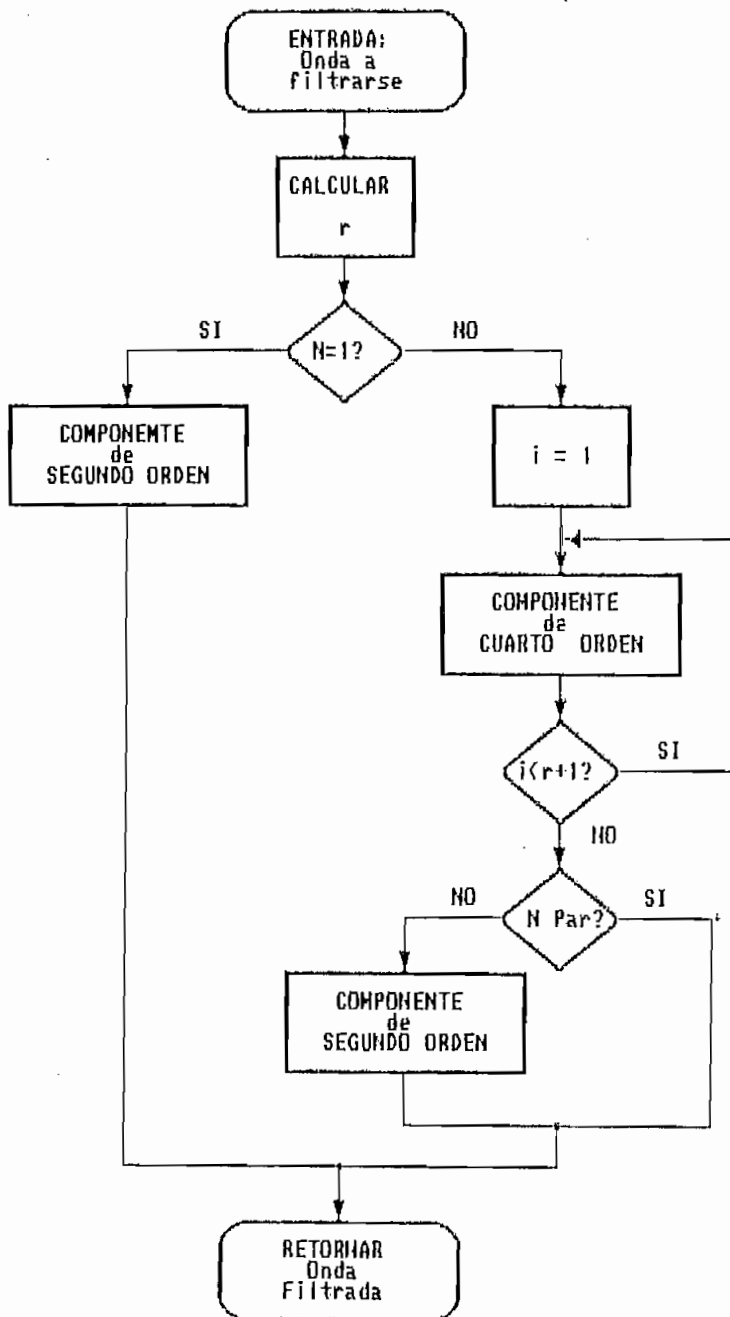 ENTRADA:
Onda a
filtrarse
CALCULAR
r
SI
N=1?
NO
COMPONEMTE
de
SEGUNDO ORDEN
i = 1
COMPONENTE
de
CUARTO ORDEN
i<r+1?
SI
NO
NO
N Par?
SI
COMPONENTE
de
SEGUNDO ORDEN
RETORNAR
Onda
Filtrada